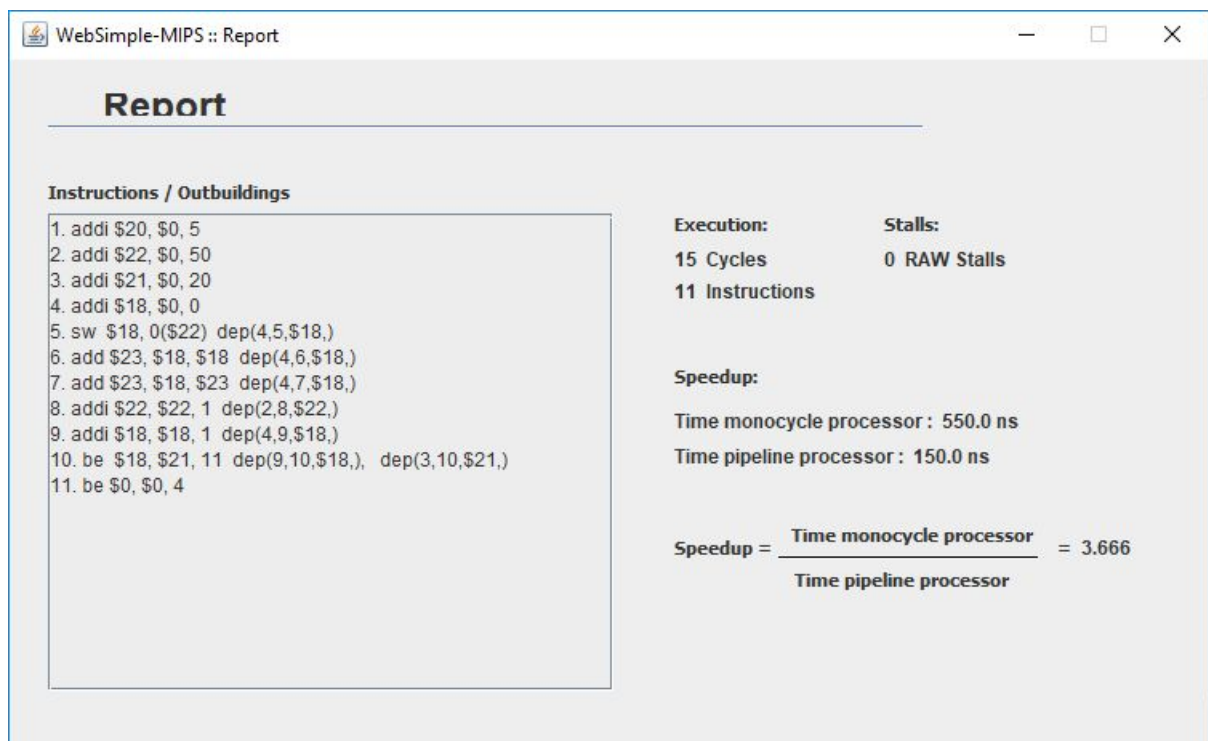 WebSimple-MIPS :: Report
Report
Instructions / Outbuildings
1. addi $20, $0, 5
2. addi $22, $0, 50
3. addi $21, $0, 20
4. addi $18, $0, 0
5. sw $18, 0($22) dep(4,5,$18,)
6. add $23, $18, $18 dep(4,6,$18,)
7. add $23, $18, $23 dep(4,7,$18,)
8. addi $22, $22, 1 dep(2,8,$22,)
9. addi $18, $18, 1 dep(4,9,$18,)
10. be $18, $21, 11 dep(9,10,$18,), dep(3,10,$21,)
11. be $0, $0, 4
Execution: Stalls:
15 Cycles 0 RAW Stalls
11 Instructions
Speedup:
Time monocycle processor : 550.0 ns
Time pipeline processor : 150.0 ns
Time monocycle processor
Speedup = = 3.666
Time pipeline processor